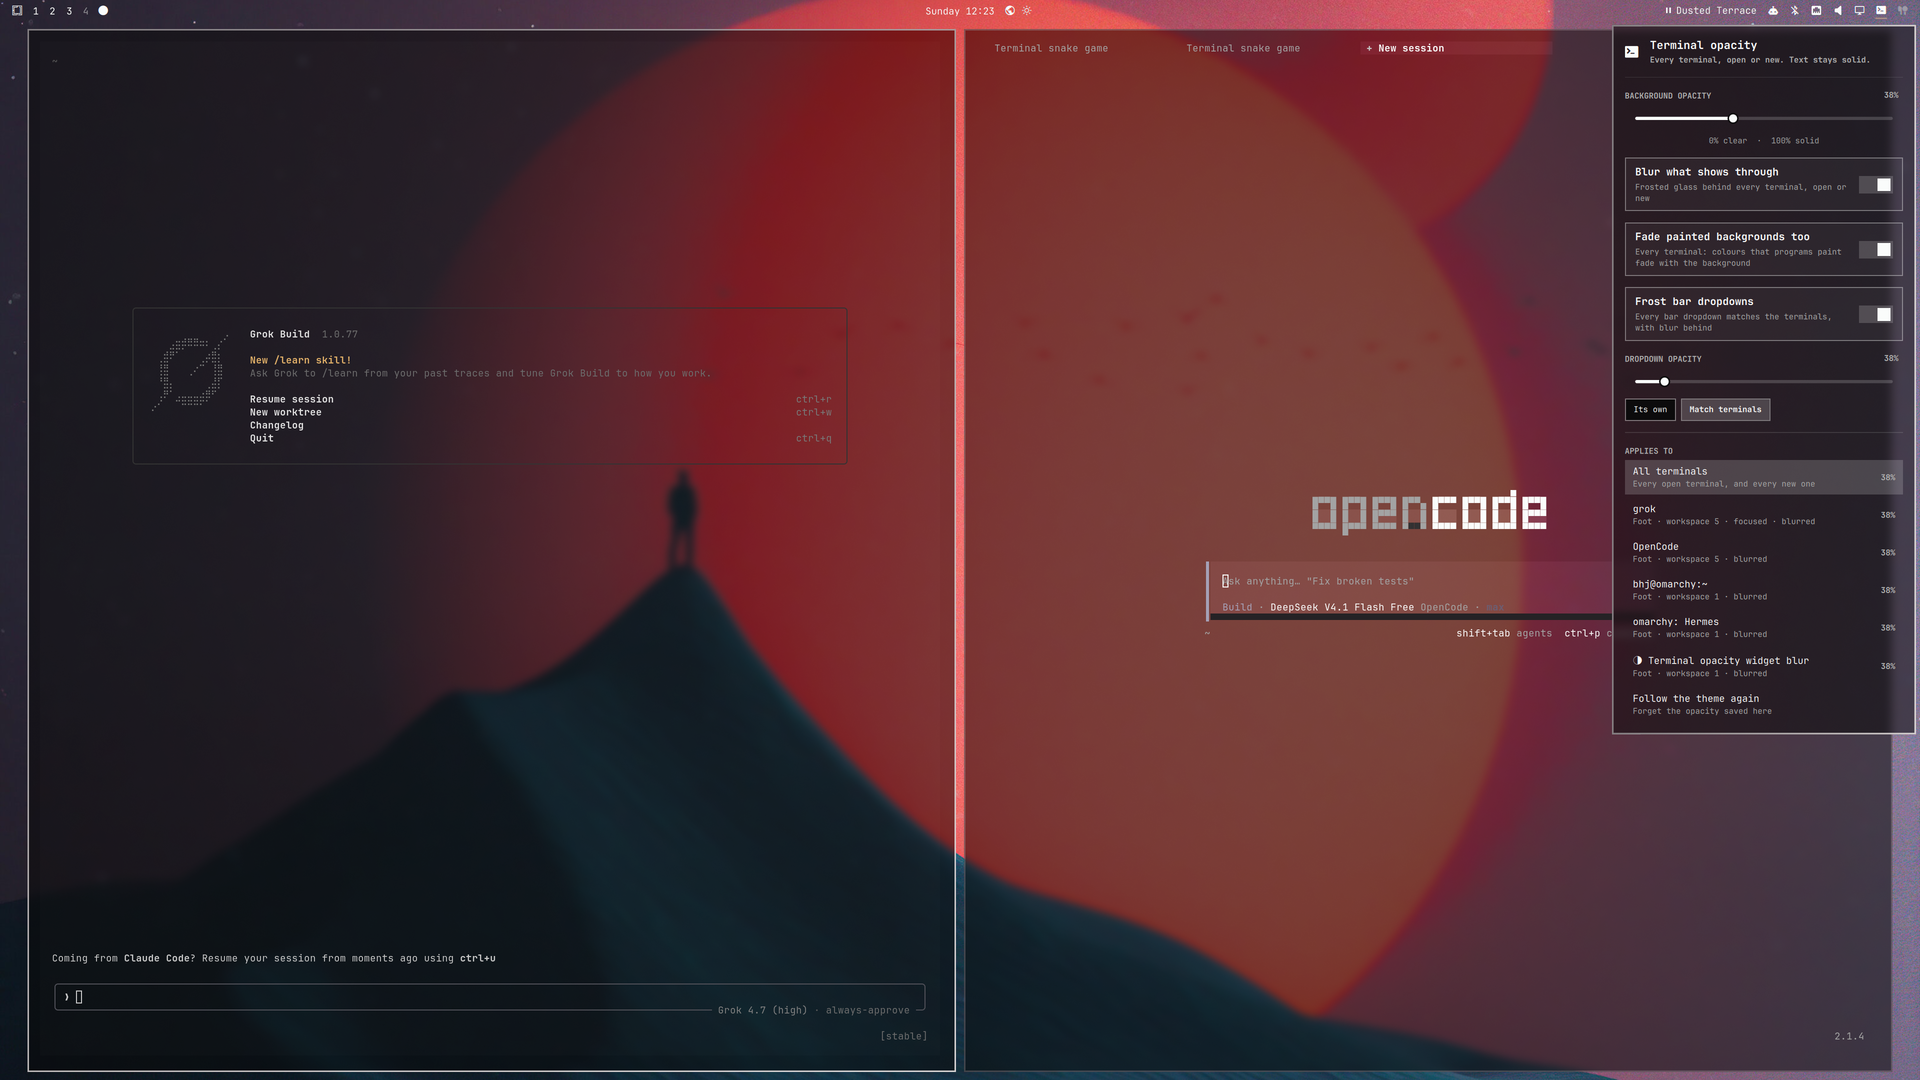 1 2 3 4
Sunday 12:23
Dusted Terrace
~
Grok Build 1.0.77
New /learn skill!
Ask Grok to /learn from your past traces and tune Grok Build to how you work.
Resume session ctrl+r
New worktree ctrl+w
Changelog
Quit ctrl+q
Coming from Claude Code? Resume your session from moments ago using ctrl+u
Grok 4.7 (high) · always-approve
[stable]
Terminal snake game
Terminal snake game
+ New session
opencode
Ask anything… "Fix broken tests"
Build · DeepSeek V4.1 Flash Free OpenCode · max
~
shift+tab agents ctrl+p c
2.1.4
Terminal opacity
Every terminal, open or new. Text stays solid.
BACKGROUND OPACITY 38%
0% clear · 100% solid
Blur what shows through
Frosted glass behind every terminal, open or
new
Fade painted backgrounds too
Every terminal: colours that programs paint
fade with the background
Frost bar dropdowns
Every bar dropdown matches the terminals,
with blur behind
DROPDOWN OPACITY 38%
Its own
Match terminals
APPLIES TO
All terminals 38%
Every open terminal, and every new one
grok 38%
Foot · workspace 5 · focused · blurred
OpenCode 38%
Foot · workspace 5 · blurred
bhj@omarchy:~ 38%
Foot · workspace 1 · blurred
omarchy: Hermes 38%
Foot · workspace 1 · blurred
Terminal opacity widget blur 38%
Foot · workspace 1 · blurred
Follow the theme again
Forget the opacity saved here